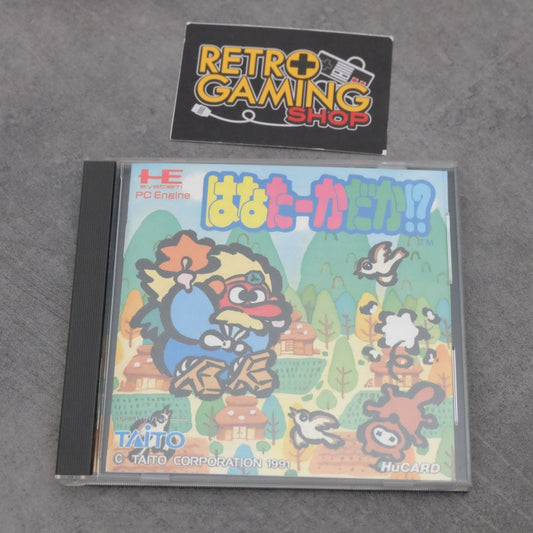 RETRO
GAMING
SHOP
HE
system
PC Engine
はなたーかだか!?
TM
TAITO
© TAITO CORPORATION 1991
HuCARD